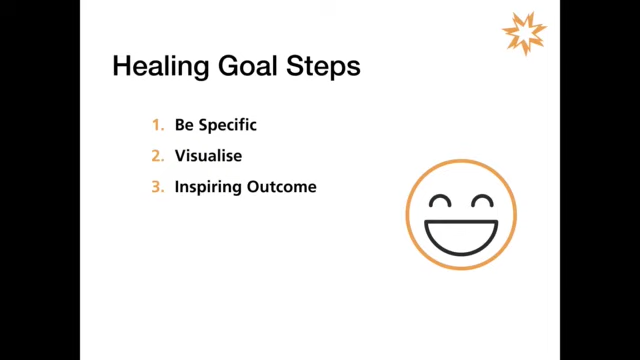 Healing Goal Steps
1. Be Specific
2. Visualise
3. Inspiring Outcome